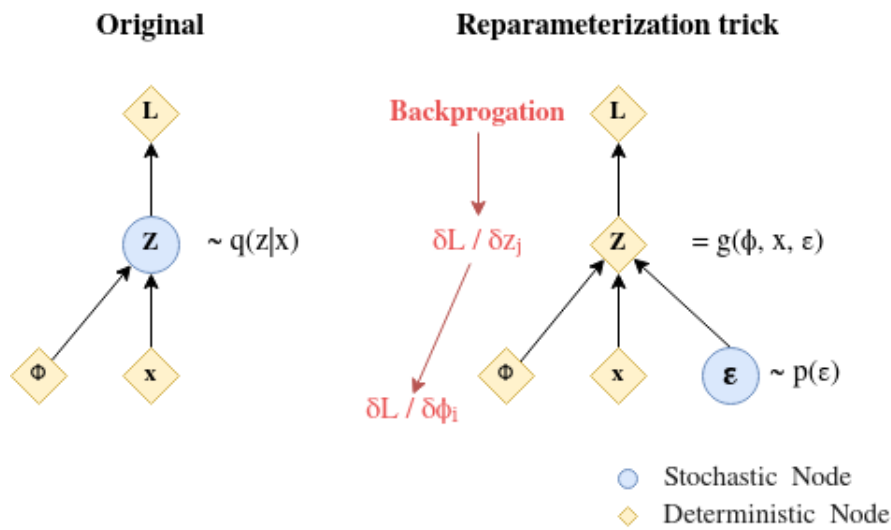 Original
L
Z
~ q(z|x)
Φ
x
Reparameterization trick
Backprogation
L
δL / δzj
Z
= g(ϕ, x, ε)
δL / δϕi
Φ
x
ε
~ p(ε)
Stochastic Node
Deterministic Node